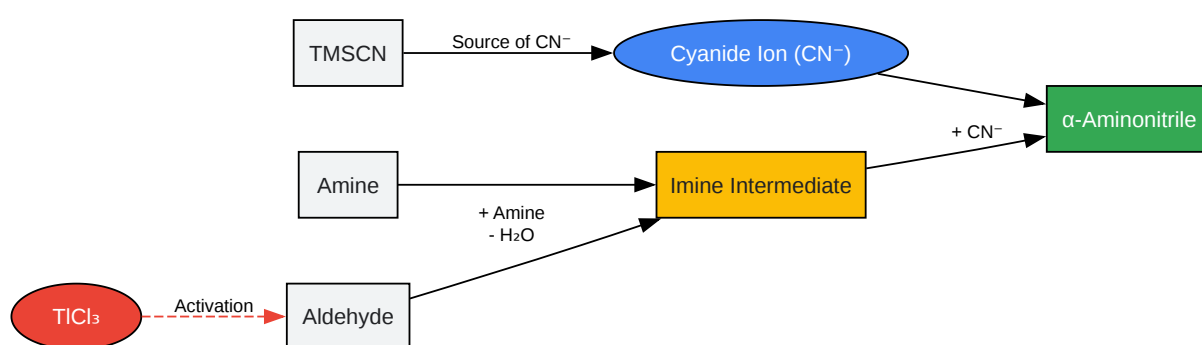 TMSCN
Source of CN⁻
Cyanide Ion (CN⁻)
α-Aminonitrile
+ CN⁻
Amine
Imine Intermediate
+ Amine
- H₂O
TlCl₃
Activation
Aldehyde